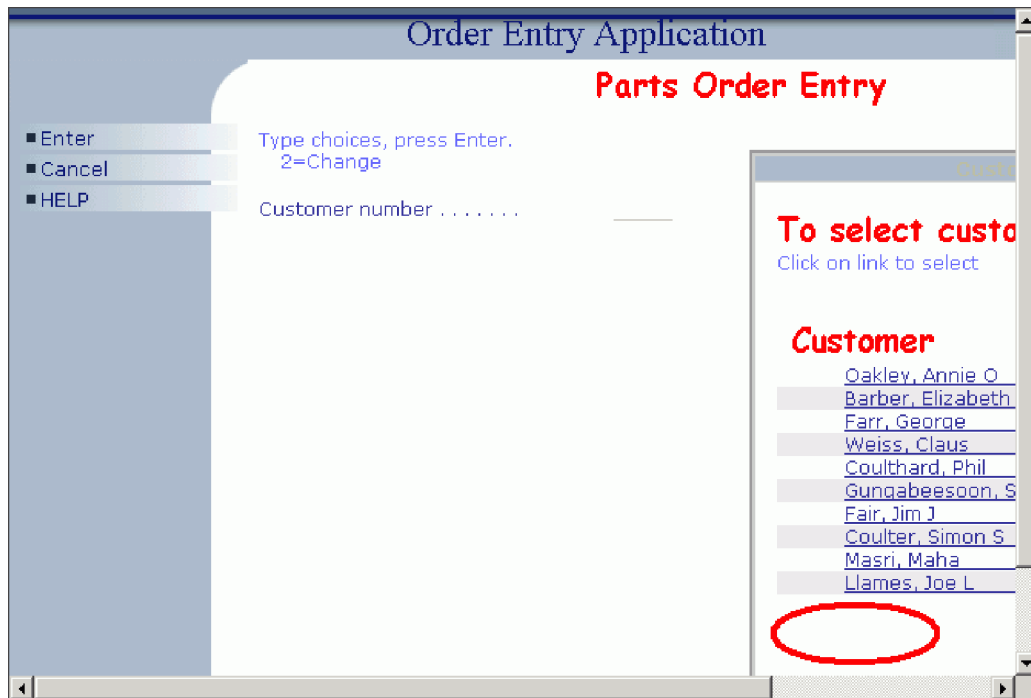 Order Entry Application
Parts Order Entry
Enter
Cancel
HELP
Type choices, press Enter.
2=Change
Customer number . . . . . . .
To select custo
Click on link to select
Customer
Oakley, Annie O
Barber, Elizabeth
Farr, George
Weiss, Claus
Coulthard, Phil
Gungabeesoon, S
Fair, Jim J
Coulter, Simon S
Masri, Maha
Llames, Joe L